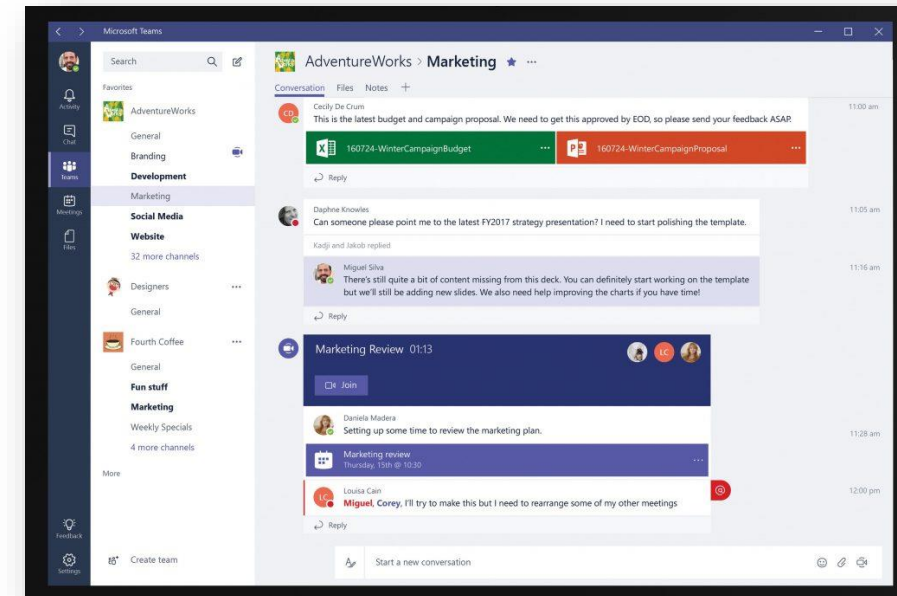 Microsoft Teams
Search
Activity
Chat
Teams
Meetings
Files
Feedback
Settings
Favorites
AdventureWorks
General
Branding
Development
Marketing
Social Media
Website
32 more channels
Designers
General
Fourth Coffee
General
Fun stuff
Marketing
Weekly Specials
4 more channels
More
Create team
AdventureWorks > Marketing
Conversation Files Notes
CD
Cecily De Crum
11:00 am
This is the latest budget and campaign proposal. We need to get this approved by EOD, so please send your feedback ASAP.
160724-WinterCampaignBudget
160724-WinterCampaignProposal
Reply
Daphne Knowles
11:05 am
Can someone please point me to the latest FY2017 strategy presentation? I need to start polishing the template.
Kadji and Jakob replied
Miguel Silva
11:16 am
There's still quite a bit of content missing from this deck. You can definitely start working on the template
but we'll still be adding new slides. We also need help improving the charts if you have time!
Reply
Marketing Review 01:13
LC
Join
Daniela Madera
Setting up some time to review the marketing plan.
11:28 am
Marketing review
Thursday, 15th @ 10:30
LC
Louisa Cain
@
12:00 pm
Miguel, Corey, I'll try to make this but I need to rearrange some of my other meetings
Reply
Start a new conversation